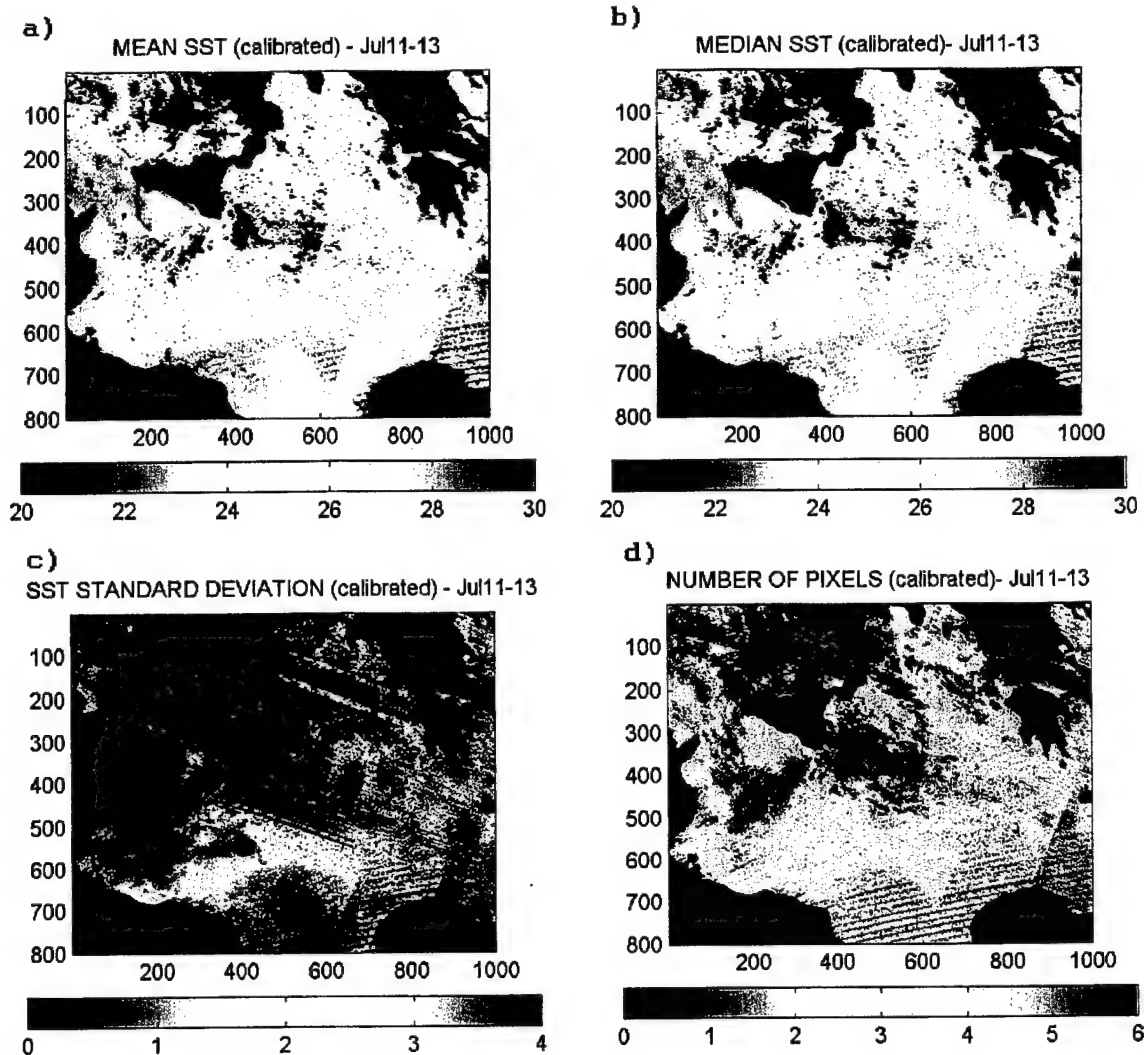 a)
MEAN SST (calibrated) - Jul11-13
100
200
300
400
500
600
700
800
200 400 600 800 1000
20 22 24 26 28 30
b)
MEDIAN SST (calibrated)- Jul11-13
100
200
300
400
500
600
700
800
200 400 600 800 1000
20 22 24 26 28 30
c)
SST STANDARD DEVIATION (calibrated) - Jul11-13
100
200
300
400
500
600
700
800
200 400 600 800 1000
0 1 2 3 4
d)
NUMBER OF PIXELS (calibrated)- Jul11-13
100
200
300
400
500
600
700
800
200 400 600 800 1000
0 1 2 3 4 5 6